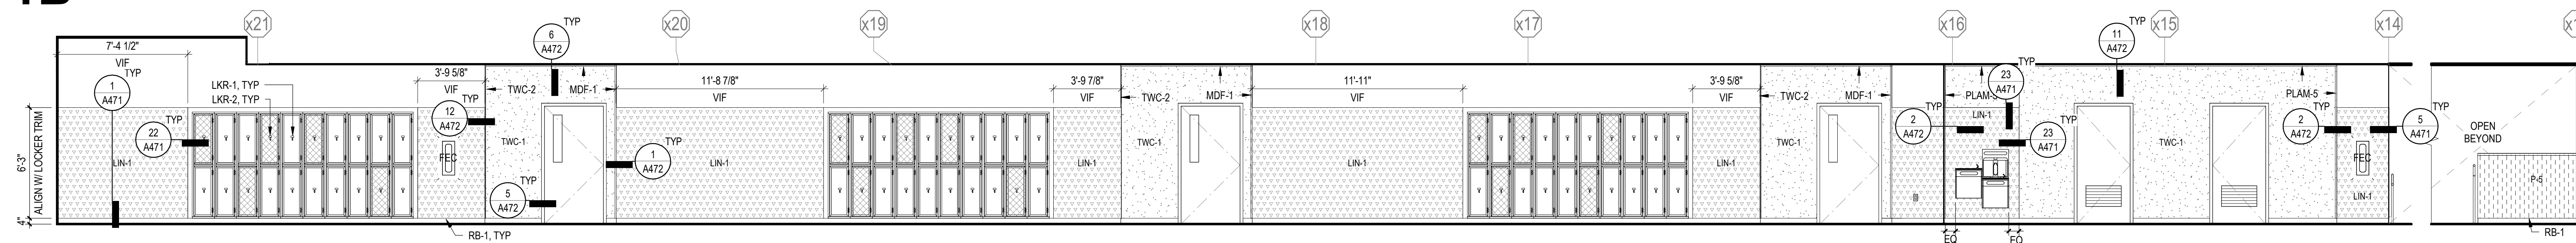 x21
x20
x19
x18
x17
x16
x15
x14
7'-4 1/2"
VIF
1
A471
TYP
LKR-1, TYP
LKR-2, TYP
22
A471
TYP
LIN-1
6'-3"
ALIGN W/ LOCKER TRIM
4"
3'-9 5/8"
VIF
12
A472
TYP
FEC
RB-1, TYP
6
A472
TYP
TWC-2
MDF-1
TWC-1
5
A472
TYP
1
A472
TYP
11'-8 7/8"
VIF
LIN-1
3'-9 7/8"
VIF
LIN-1
TWC-2
MDF-1
TWC-1
11'-11"
VIF
LIN-1
3'-9 5/8"
VIF
LIN-1
TWC-2
MDF-1
TWC-1
2
A472
TYP
PLAM-5
LIN-1
23
A471
TYP
23
A471
TYP
EQ
EQ
11
A472
TYP
TWC-1
PLAM-5
2
A472
TYP
FEC
LIN-1
5
A471
TYP
OPEN
BEYOND
P-5
RB-1